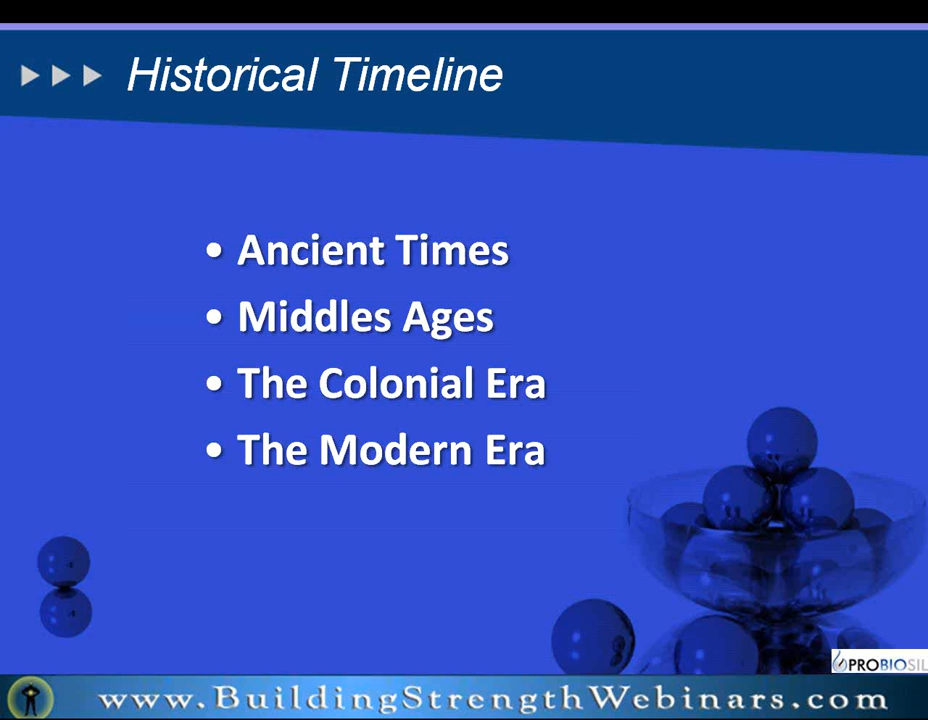 Historical Timeline
• Ancient Times
• Middles Ages
• The Colonial Era
• The Modern Era
PROBIOSIL
www.BuildingStrengthWebinars.com